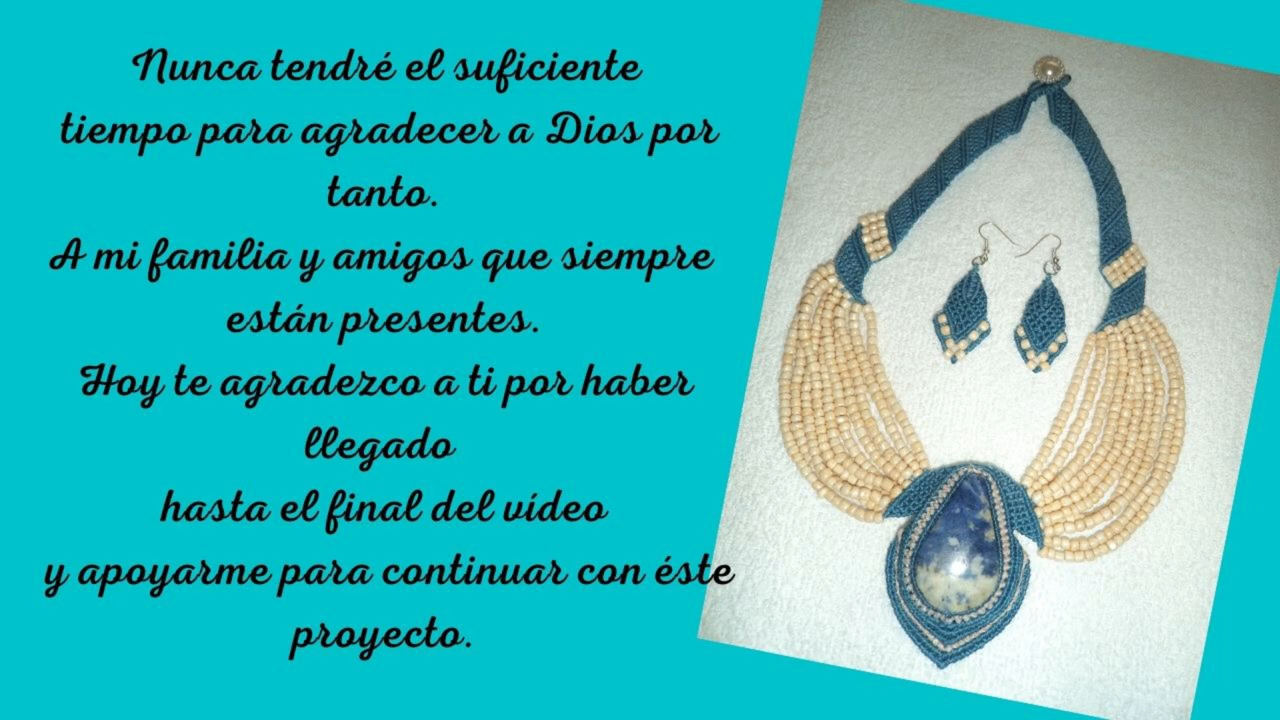 Nunca tendré el suficiente
tiempo para agradecer a Dios por
tanto.
A mi familia y amigos que siempre
están presentes.
Hoy te agradezco a ti por haber
llegado
hasta el final del vídeo
y apoyarme para continuar con éste
proyecto.